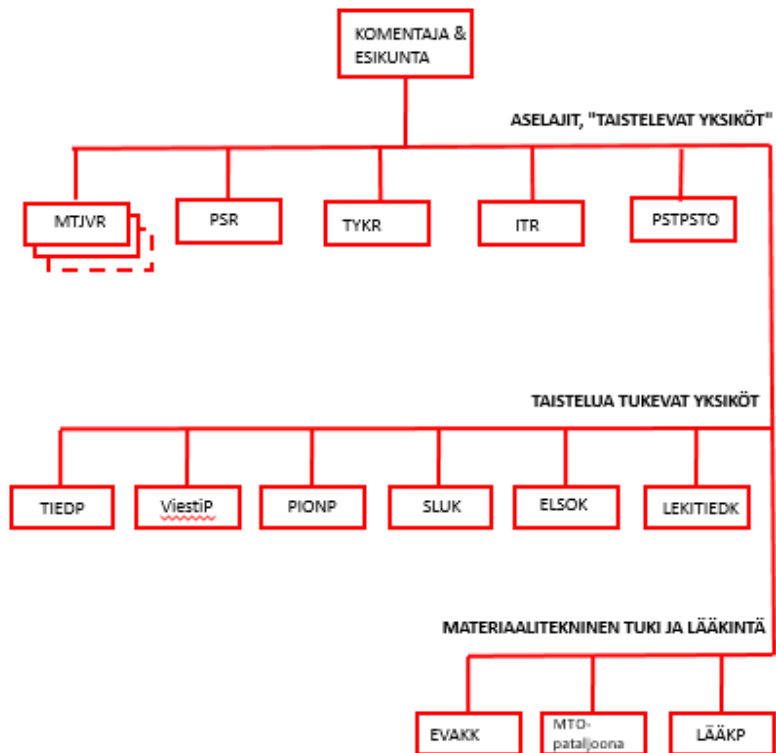 KOMENTAJA &
ESIKUNTA
ASELAJIT, "TAISTELEVAT YKSIKÖT"
MTJVR
PSR
TYKR
ITR
PSTPSTO
TAISTELUA TUKEVAT YKSIKÖT
TIEDP
ViestiP
PIONP
SLUK
ELSOK
LEKITIEDK
MATERIAALITEKNINEN TUKI JA LÄÄKINTÄ
EVAKK
MTO-
pataljoona
LÄÄKP